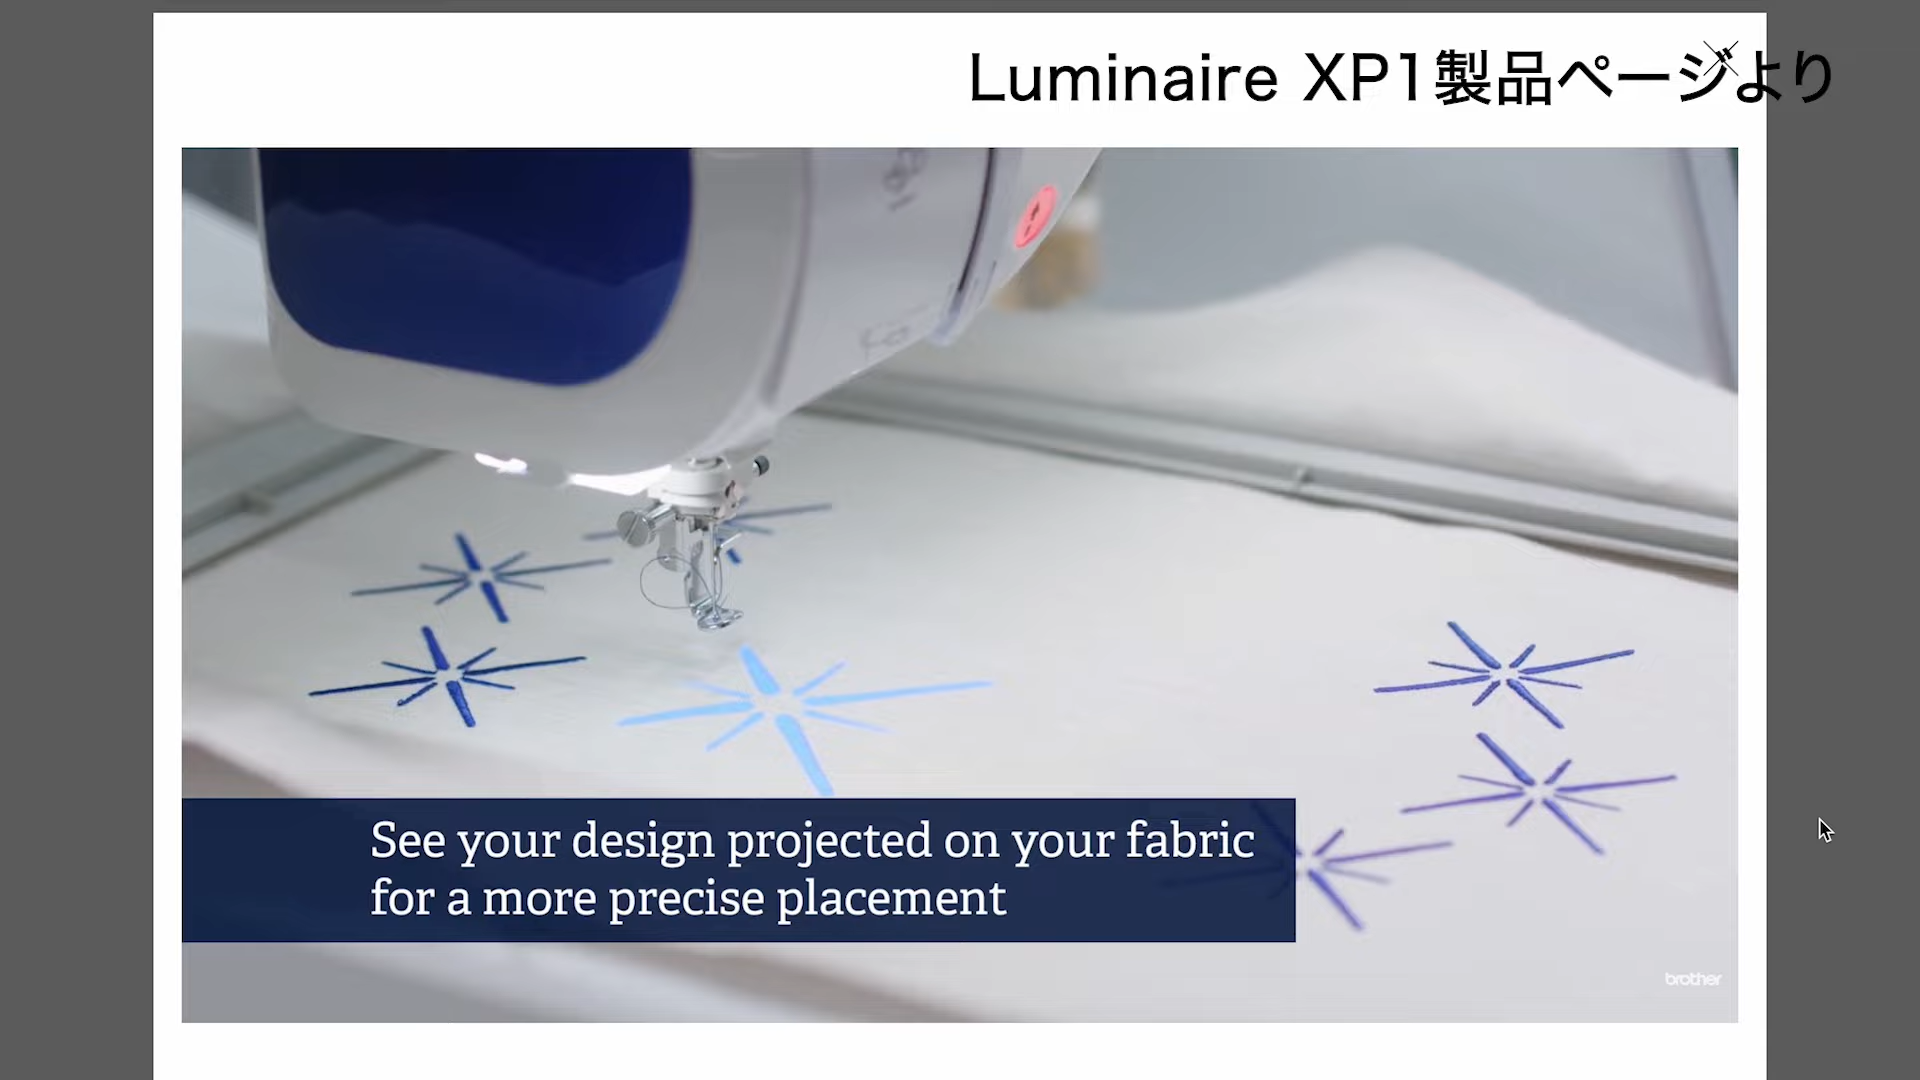 Luminaire XP1製品ページより
See your design projected on your fabric
for a more precise placement
brother